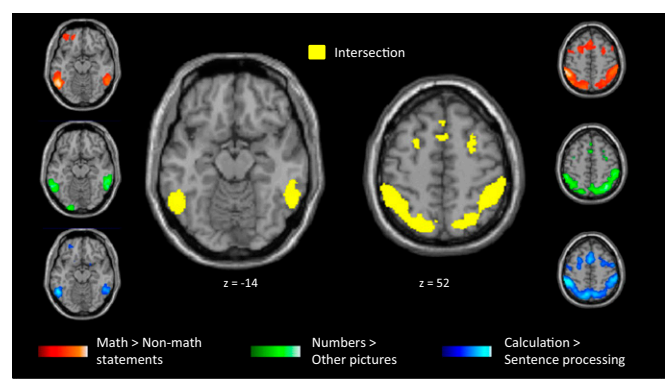 Intersection
z = -14
z = 52
Math > Non-math
statements
Numbers >
Other pictures
Calculation >
Sentence processing